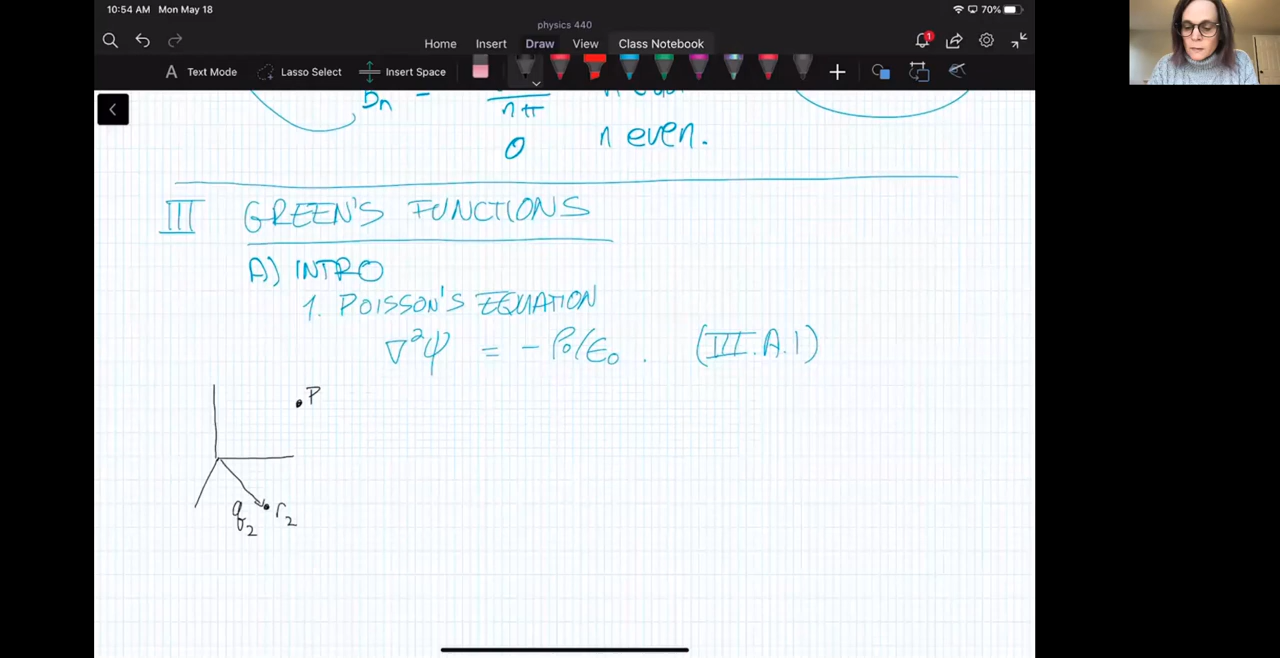 10:54 AM Mon May 18
70%
physics 440
Home Insert Draw View Class Notebook
1
Text Mode Lasso Select Insert Space
bn =
nπ
0 n even.
III GREEN'S FUNCTIONS
A) INTRO
1. POISSON'S EQUATION
∇²ψ = - ρ₀/ϵ₀ . (III.A.1)
P
q₂ r₂